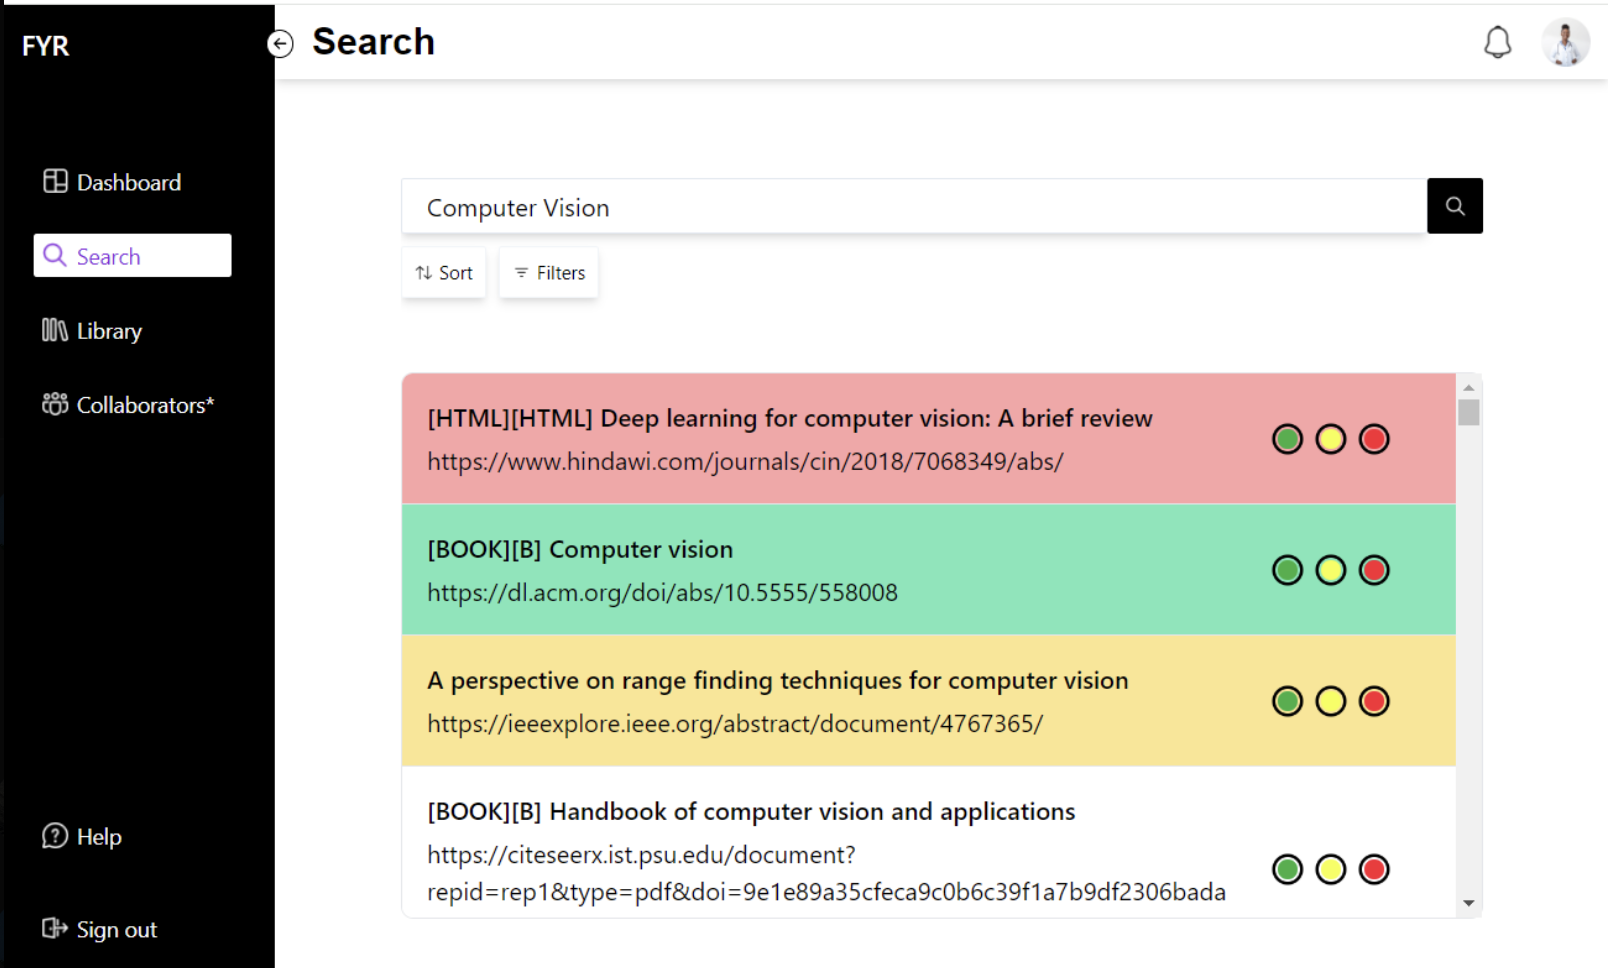 FYR
Search
Dashboard
Search
Library
Collaborators*
Help
Sign out
Computer Vision
Sort
Filters
[HTML][HTML] Deep learning for computer vision: A brief review
https://www.hindawi.com/journals/cin/2018/7068349/abs/
[BOOK][B] Computer vision
https://dl.acm.org/doi/abs/10.5555/558008
A perspective on range finding techniques for computer vision
https://ieeexplore.ieee.org/abstract/document/4767365/
[BOOK][B] Handbook of computer vision and applications
https://citeseerx.ist.psu.edu/document?
repid=rep1&type=pdf&doi=9e1e89a35cfeca9c0b6c39f1a7b9df2306bada